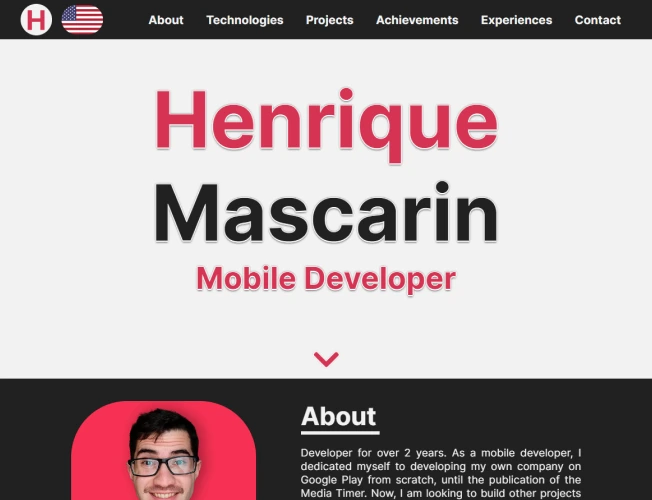 H
About Technologies Projects Achievements Experiences Contact
Henrique
Mascarin
Mobile Developer
About
Developer for over 2 years. As a mobile developer, I
dedicated myself to developing my own company on
Google Play from scratch, until the publication of the
Media Timer. Now, I am looking to build other projects